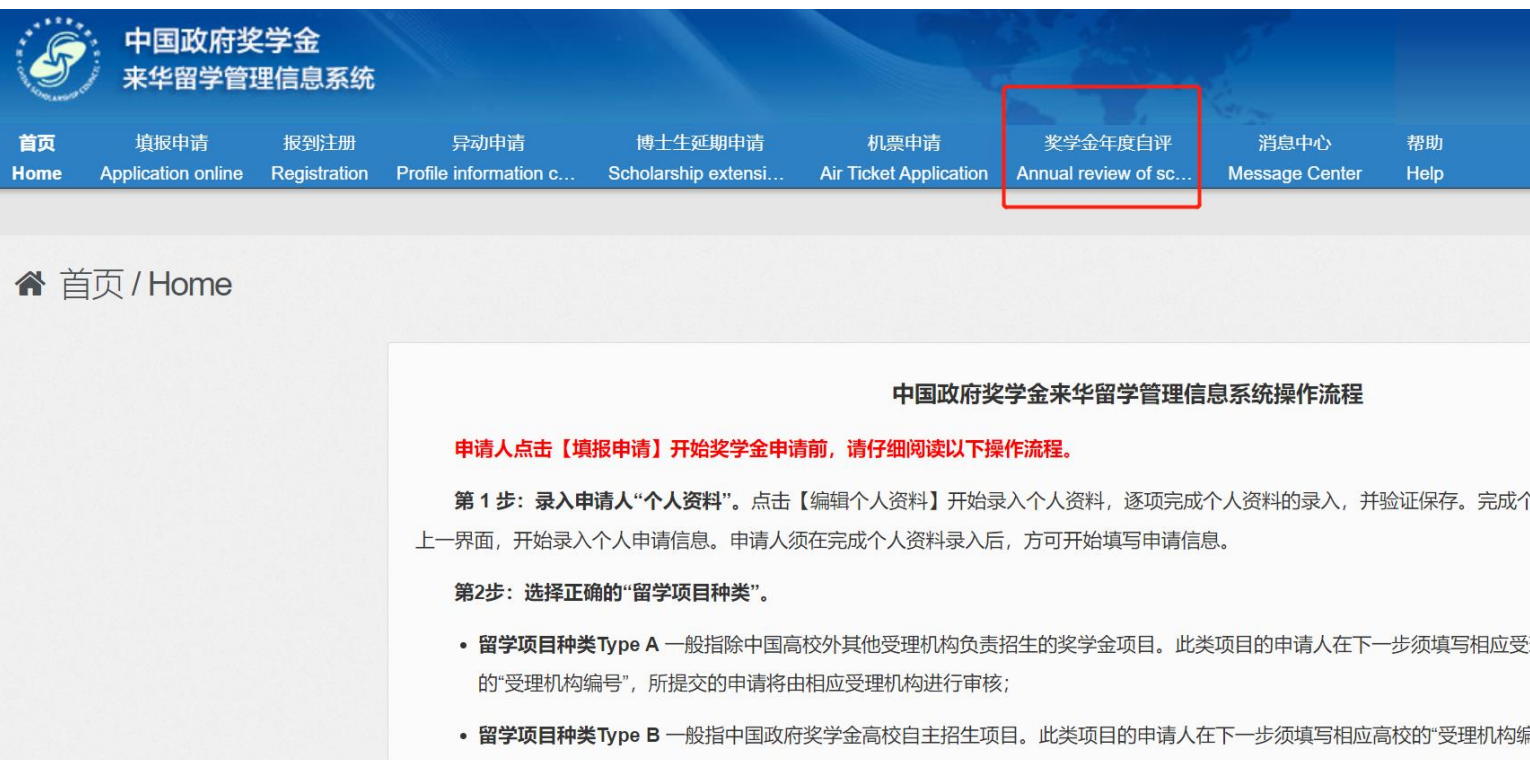 中国政府奖学金
来华留学管理信息系统
首页 填报申请 报到注册 异动申请 博士生延期申请 机票申请 奖学金年度自评 消息中心 帮助
Home Application online Registration Profile information c... Scholarship extensi... Air Ticket Application Annual review of sc... Message Center Help
首页 / Home
中国政府奖学金来华留学管理信息系统操作流程
申请人点击【填报申请】开始奖学金申请前，请仔细阅读以下操作流程。
第 1 步：录入申请人“个人资料”。点击【编辑个人资料】开始录入个人资料，逐项完成个人资料的录入，并验证保存。完成个
上一界面，开始录入个人申请信息。申请人须在完成个人资料录入后，方可开始填写申请信息。
第2步：选择正确的“留学项目种类”。
• 留学项目种类Type A 一般指除中国高校外其他受理机构负责招生的奖学金项目。此类项目的申请人在下一步须填写相应受
的“受理机构编号”，所提交的申请将由相应受理机构进行审核；
• 留学项目种类Type B 一般指中国政府奖学金高校自主招生项目。此类项目的申请人在下一步须填写相应高校的“受理机构编